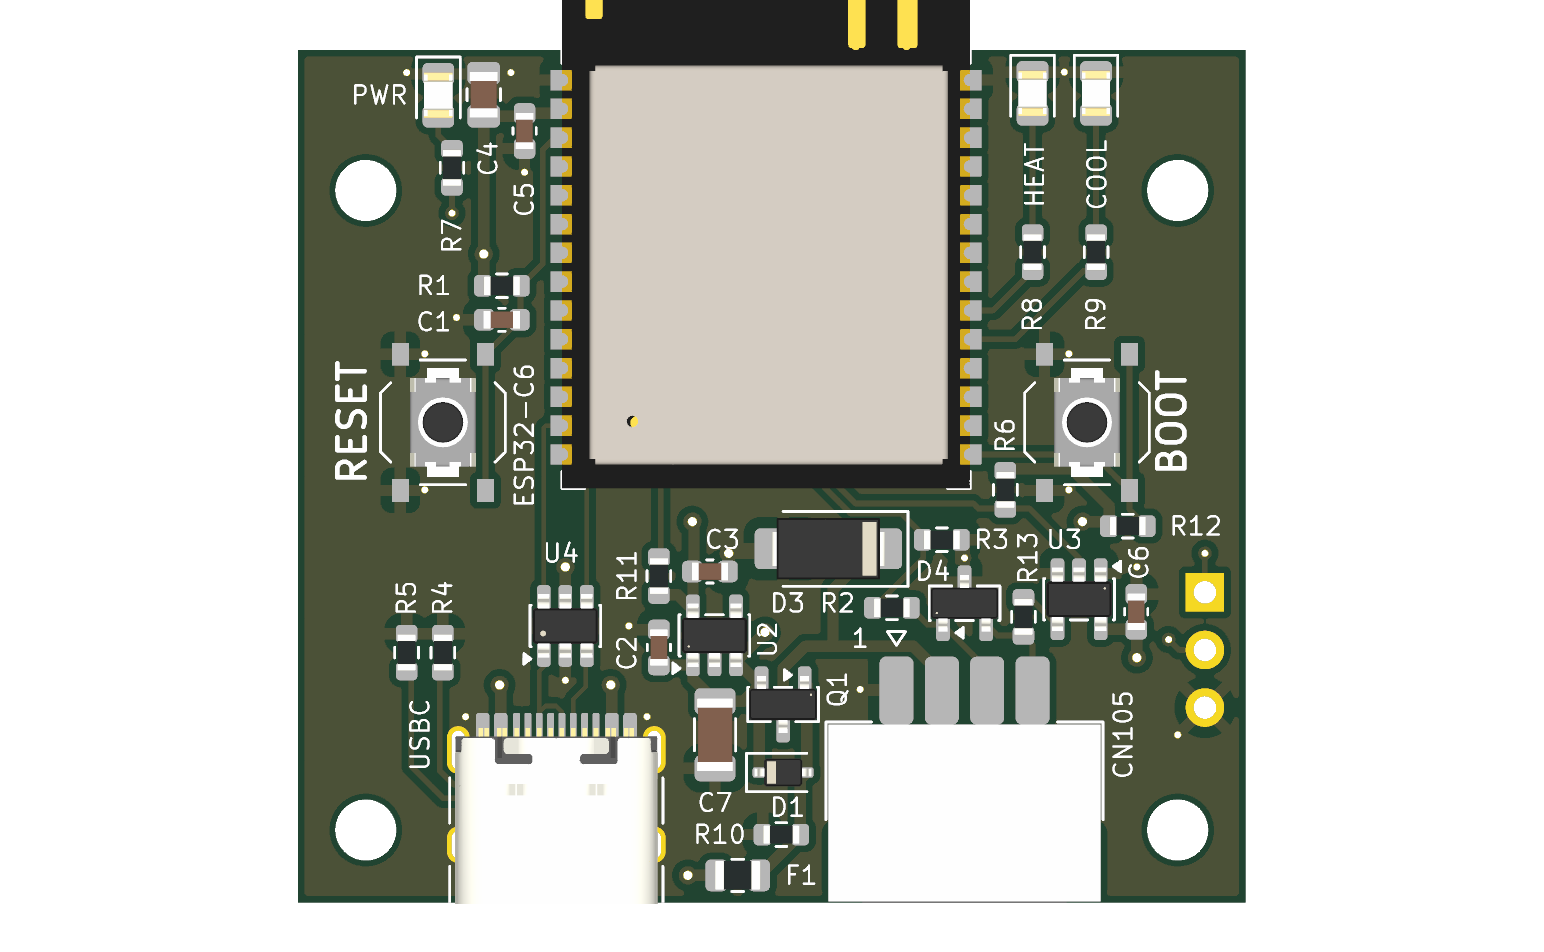 PWR
C4
C5
R7
R1
C1
RESET
ESP32-C6
HEAT
COOL
R8
R9
R6
BOOT
R12
U4
C3
R3
U3
R13
C6
R11
D4
R5
R4
D3
R2
1
C2
U2
Q1
USBC
CN105
C7
D1
R10
F1